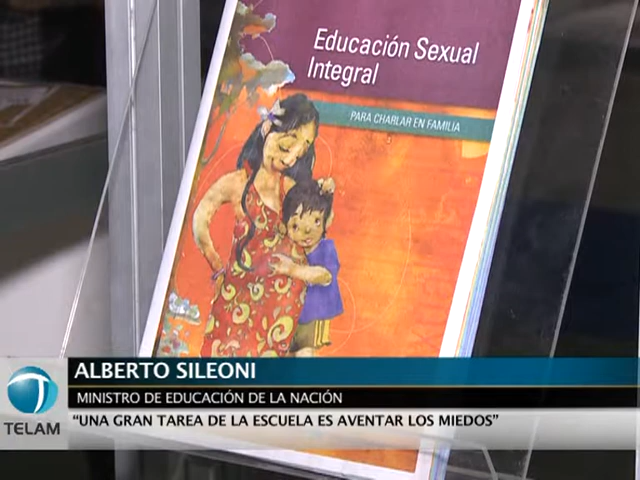 Educación Sexual
Integral
PARA CHARLAR EN FAMILIA
ALBERTO SILEONI
MINISTRO DE EDUCACIÓN DE LA NACIÓN
TELAM
“UNA GRAN TAREA DE LA ESCUELA ES AVENTAR LOS MIEDOS”